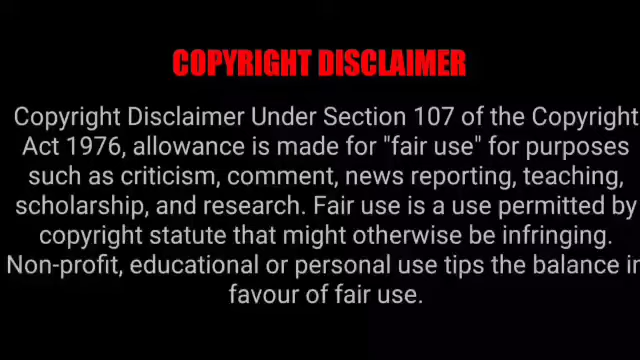 COPYRIGHT DISCLAIMER
Copyright Disclaimer Under Section 107 of the Copyright
Act 1976, allowance is made for "fair use" for purposes
such as criticism, comment, news reporting, teaching,
scholarship, and research. Fair use is a use permitted by
copyright statute that might otherwise be infringing.
Non-profit, educational or personal use tips the balance in
favour of fair use.